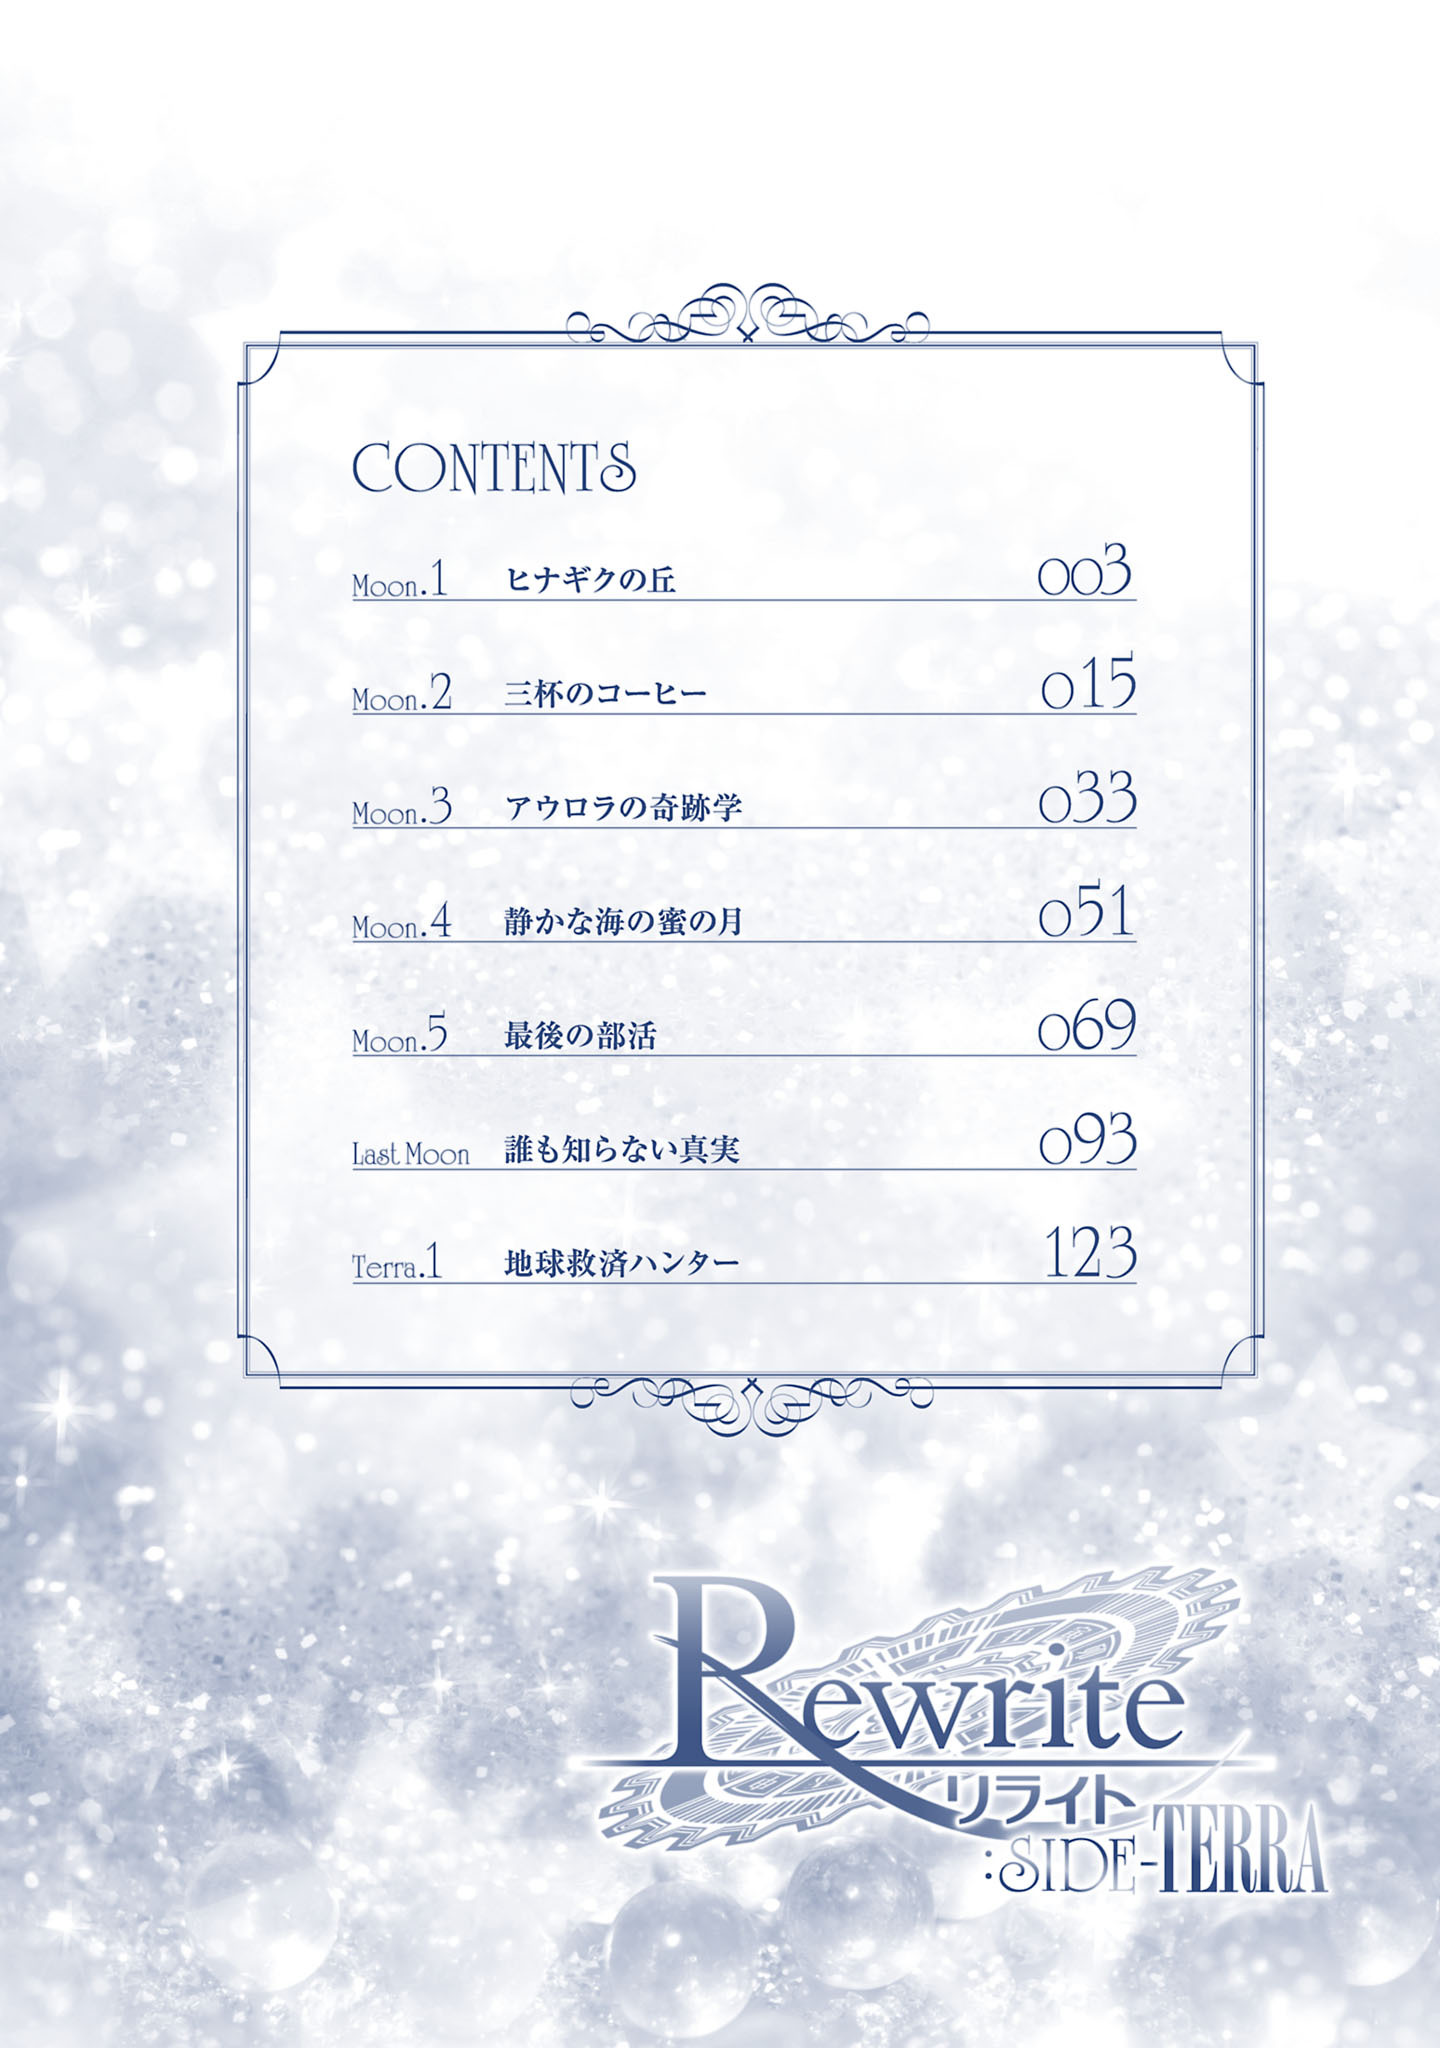 CONTENTS
Moon.1 ヒナギクの丘 003
Moon.2 三杯のコーヒー 015
Moon.3 アウロラの奇跡学 033
Moon.4 静かな海の蜜の月 051
Moon.5 最後の部活 069
Last Moon 誰も知らない真実 093
Terra.1 地球救済ハンター 123
Rewrite
リライト
:SIDE-TERRA